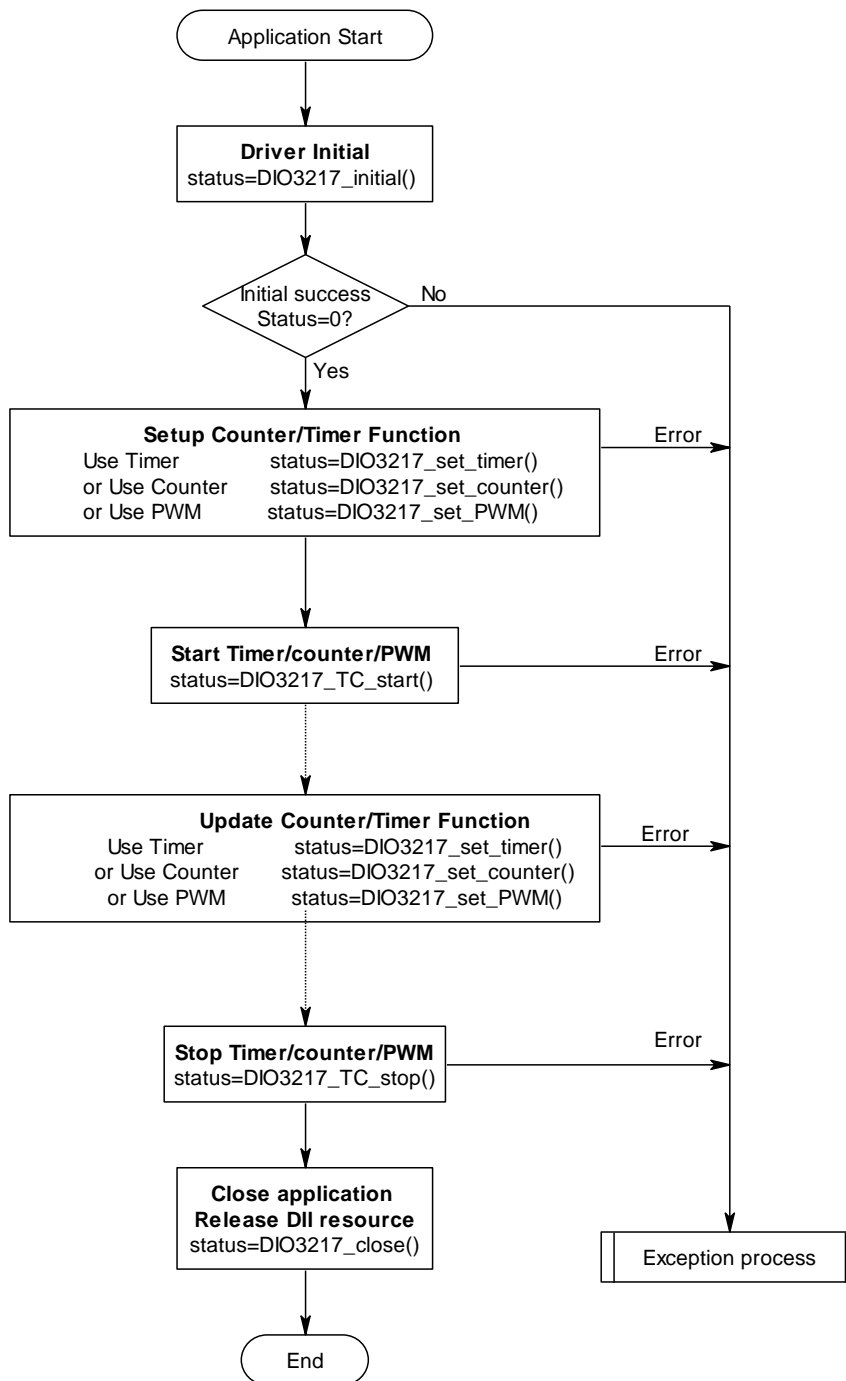 Application Start
Driver Initial
status=DIO3217_initial()
Initial success
Status=0?
No
Yes
Setup Counter/Timer Function
Use Timer status=DIO3217_set_timer()
or Use Counter status=DIO3217_set_counter()
or Use PWM status=DIO3217_set_PWM()
Error
Start Timer/counter/PWM
status=DIO3217_TC_start()
Error
Update Counter/Timer Function
Use Timer status=DIO3217_set_timer()
or Use Counter status=DIO3217_set_counter()
or Use PWM status=DIO3217_set_PWM()
Error
Stop Timer/counter/PWM
status=DIO3217_TC_stop()
Error
Close application
Release Dll resource
status=DIO3217_close()
Exception process
End